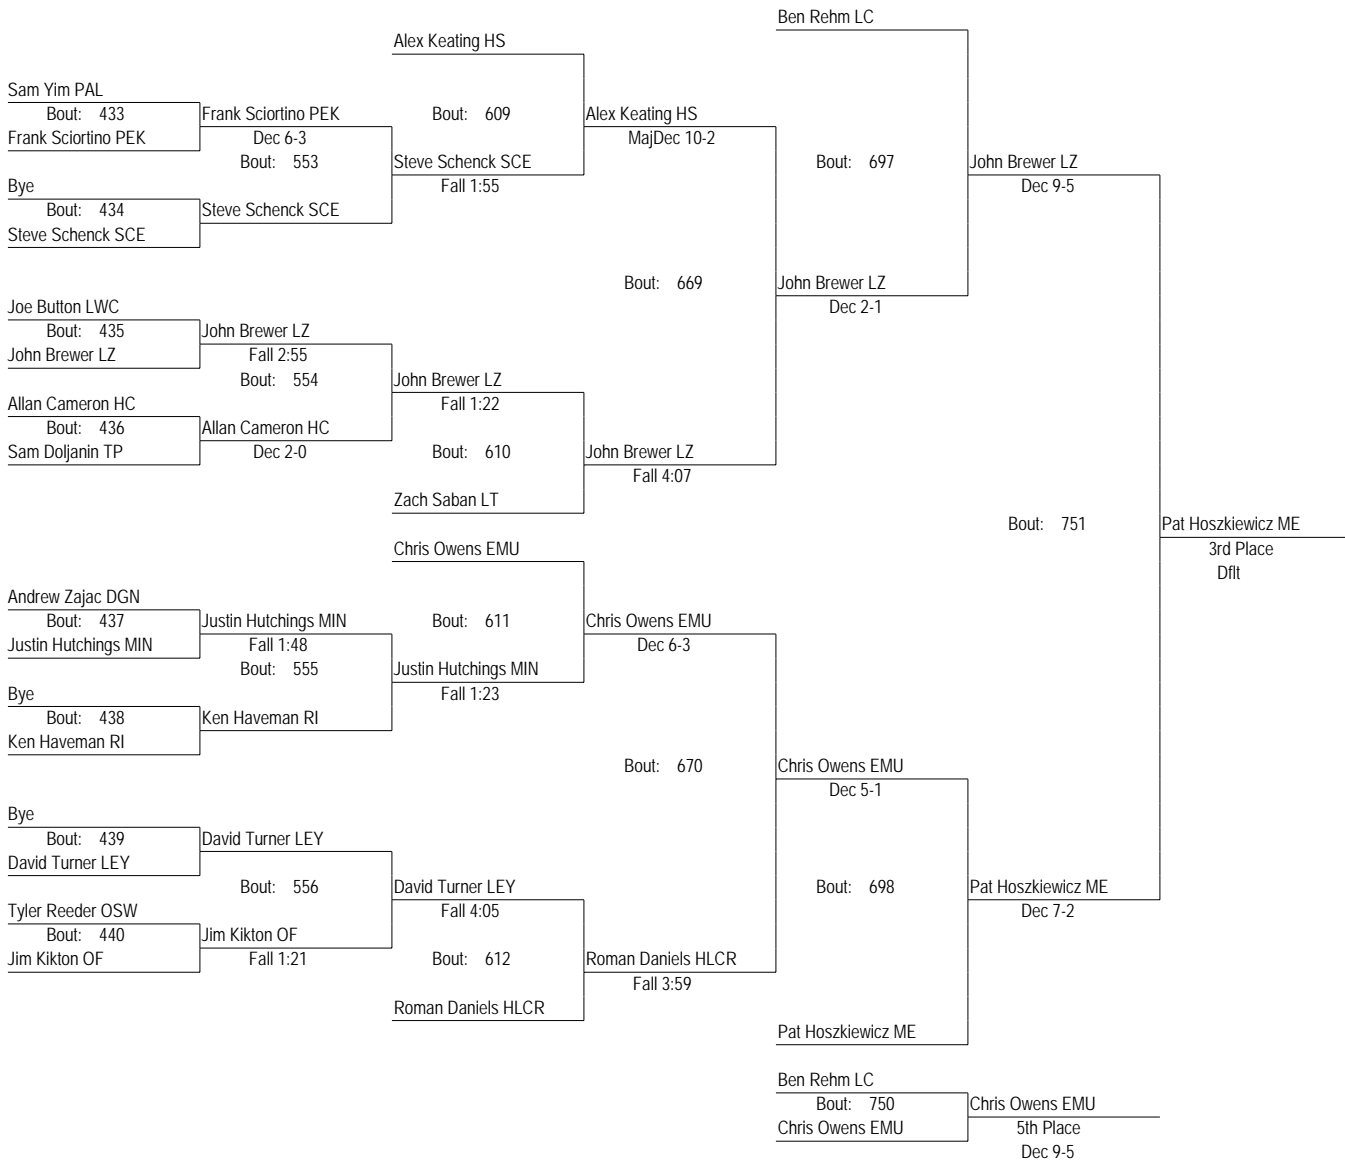 Ben Rehm LC
Alex Keating HS
Sam Yim PAL
Bout: 433
Frank Sciortino PEK
Bout: 609
Alex Keating HS
Frank Sciortino PEK
Dec 6-3
MajDec 10-2
Bout: 553
Steve Schenck SCE
Bout: 697
John Brewer LZ
Bye
Fall 1:55
Dec 9-5
Bout: 434
Steve Schenck SCE
Steve Schenck SCE
Bout: 669
John Brewer LZ
Joe Button LWC
Dec 2-1
Bout: 435
John Brewer LZ
John Brewer LZ
Fall 2:55
Bout: 554
John Brewer LZ
Allan Cameron HC
Fall 1:22
Bout: 436
Allan Cameron HC
Sam Doljanin TP
Dec 2-0
Bout: 610
John Brewer LZ
Fall 4:07
Zach Saban LT
Bout: 751
Pat Hoszkiewicz ME
Chris Owens EMU
3rd Place
Dflt
Andrew Zajac DGN
Bout: 437
Justin Hutchings MIN
Bout: 611
Chris Owens EMU
Justin Hutchings MIN
Fall 1:48
Dec 6-3
Bout: 555
Justin Hutchings MIN
Bye
Fall 1:23
Bout: 438
Ken Haveman RI
Ken Haveman RI
Bout: 670
Chris Owens EMU
Dec 5-1
Bye
Bout: 439
David Turner LEY
David Turner LEY
Bout: 556
David Turner LEY
Bout: 698
Pat Hoszkiewicz ME
Tyler Reeder OSW
Fall 4:05
Dec 7-2
Bout: 440
Jim Kikton OF
Jim Kikton OF
Fall 1:21
Bout: 612
Roman Daniels HLCR
Fall 3:59
Roman Daniels HLCR
Pat Hoszkiewicz ME
Ben Rehm LC
Bout: 750
Chris Owens EMU
Chris Owens EMU
5th Place
Dec 9-5